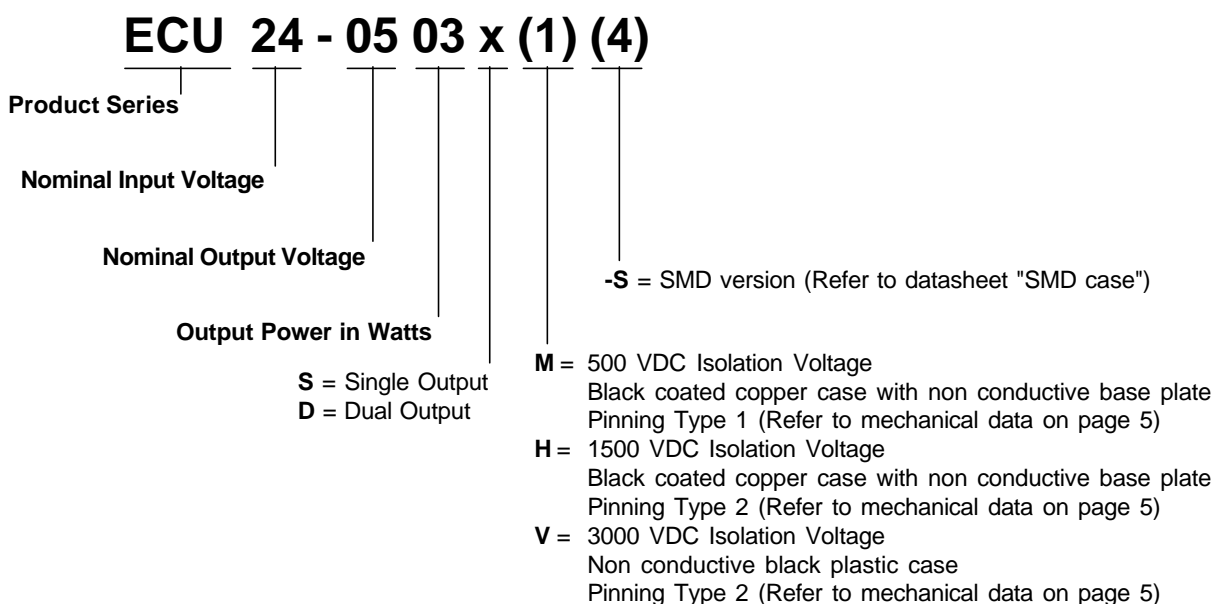 ECU 24 - 05 03 x (1) (4)
Product Series
Nominal Input Voltage
Nominal Output Voltage
-S = SMD version (Refer to datasheet "SMD case")
Output Power in Watts
S = Single Output
D = Dual Output
M = 500 VDC Isolation Voltage
Black coated copper case with non conductive base plate
Pinning Type 1 (Refer to mechanical data on page 5)
H = 1500 VDC Isolation Voltage
Black coated copper case with non conductive base plate
Pinning Type 2 (Refer to mechanical data on page 5)
V = 3000 VDC Isolation Voltage
Non conductive black plastic case
Pinning Type 2 (Refer to mechanical data on page 5)